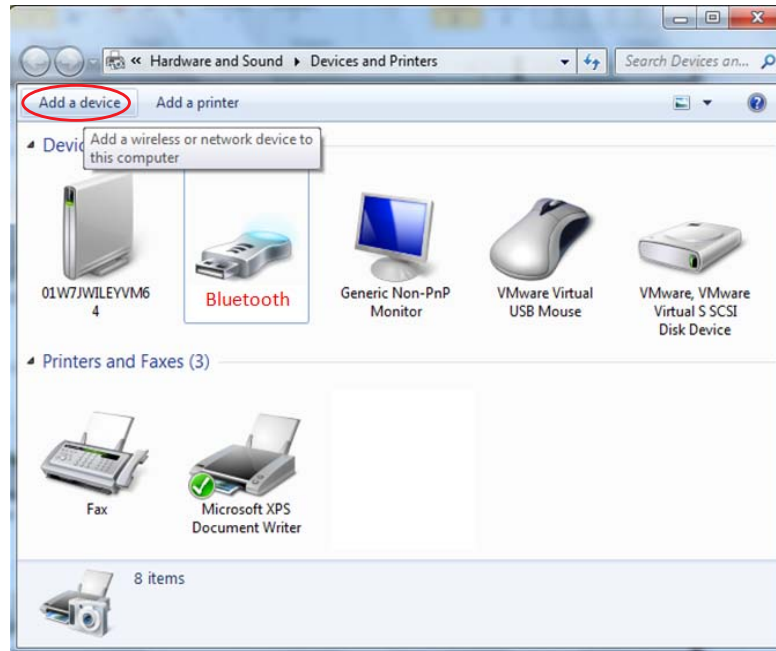 « Hardware and Sound ▸ Devices and Printers
Search Devices an...
Add a device
Add a printer
Add a wireless or network device to
this computer
Devic
01W7JWILEYVM6
4
Bluetooth
Generic Non-PnP
Monitor
VMware Virtual
USB Mouse
VMware, VMware
Virtual S SCSI
Disk Device
Printers and Faxes (3)
Fax
Microsoft XPS
Document Writer
8 items